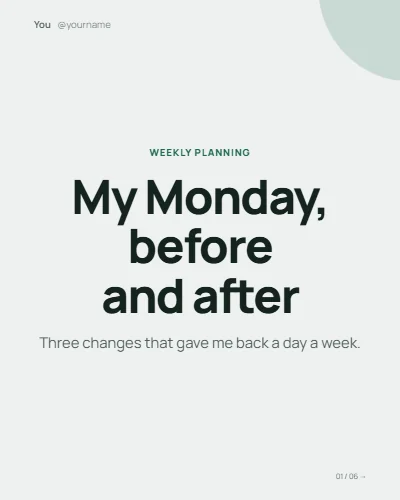 You @yourname
WEEKLY PLANNING
My Monday,
before
and after
Three changes that gave me back a day a week.
01 / 06 →